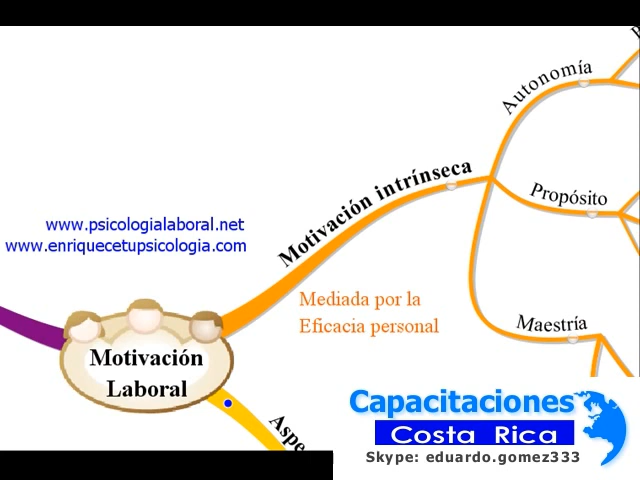 Autonomía
Motivación intrínseca
Propósito
www.psicologialaboral.net
www.enriquecetupsicologia.com
Mediada por la
Eficacia personal
Maestría
Motivación
Laboral
Capacitaciones
Costa Rica
Skype: eduardo.gomez333